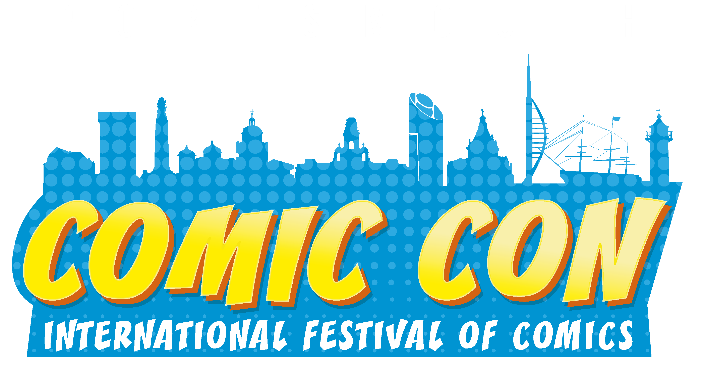 COMIC CON
INTERNATIONAL FESTIVAL OF COMICS